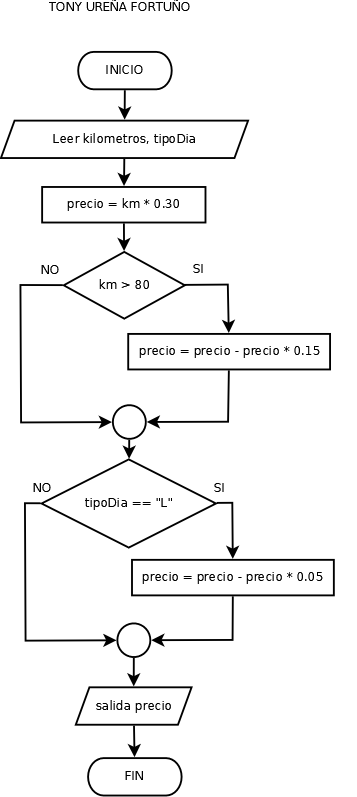 TONY UREÑA FORTUÑO
INICIO
Leer kilometros, tipoDia
precio = km * 0.30
NO
SI
km > 80
precio = precio - precio * 0.15
NO
SI
tipoDia == "L"
precio = precio - precio * 0.05
salida precio
FIN